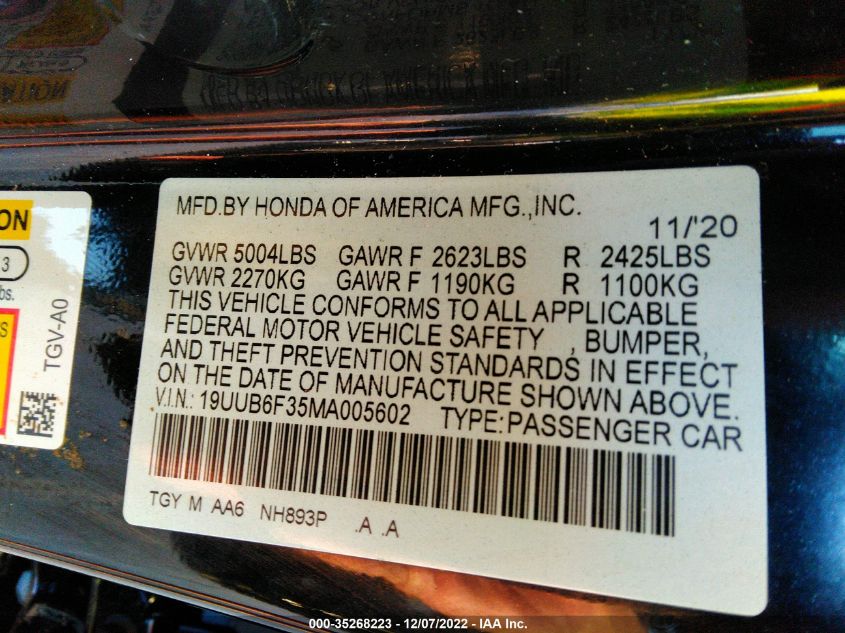 MFD.BY HONDA OF AMERICA MFG.,INC.
11/'20
GVWR 5004LBS GAWR F 2623LBS R 2425LBS
GVWR 2270KG GAWR F 1190KG R 1100KG
THIS VEHICLE CONFORMS TO ALL APPLICABLE
FEDERAL MOTOR VEHICLE SAFETY , BUMPER,
AND THEFT PREVENTION STANDARDS IN EFFECT
ON THE DATE OF MANUFACTURE SHOWN ABOVE.
V.I.N.: 19UUB6F35MA005602 TYPE:PASSENGER CAR
TGY M AA6 NH893P .A .A
ON
3
bs.
S
TGV-A0
000-35268223 - 12/07/2022 - IAA Inc.